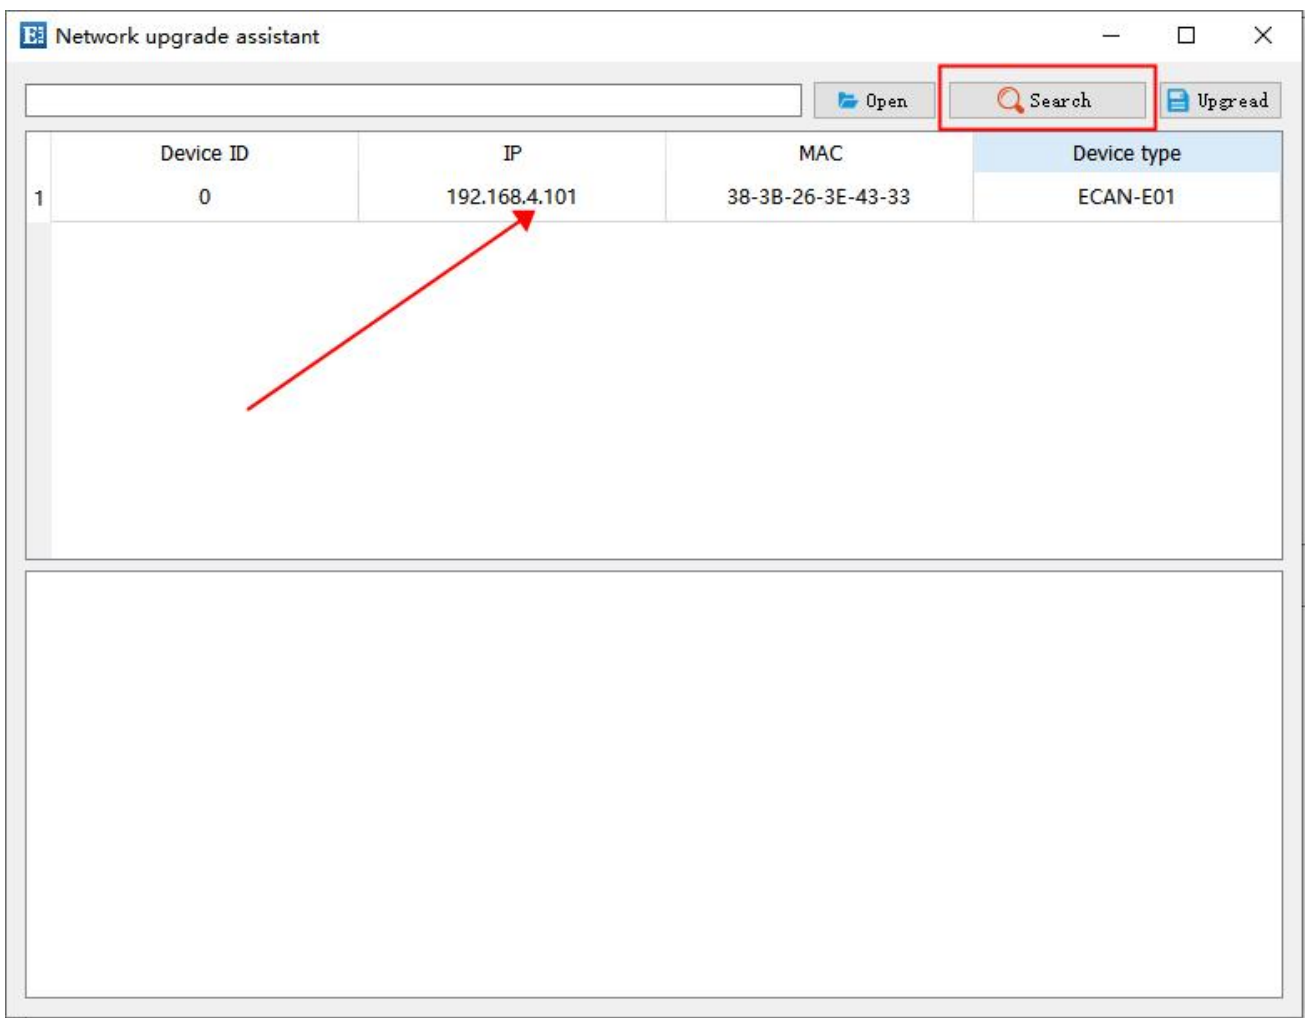 Network upgrade assistant
Open Search Upgread
Device ID IP MAC Device type
1 0 192.168.4.101 38-3B-26-3E-43-33 ECAN-E01